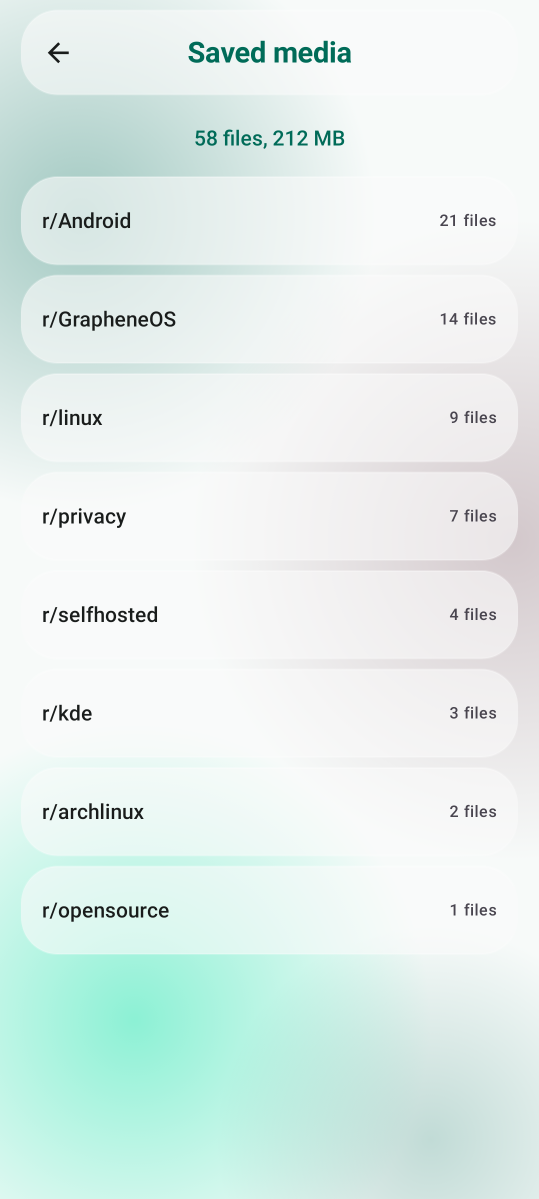 Saved media
58 files, 212 MB
r/Android 21 files
r/GrapheneOS 14 files
r/linux 9 files
r/privacy 7 files
r/selfhosted 4 files
r/kde 3 files
r/archlinux 2 files
r/opensource 1 files